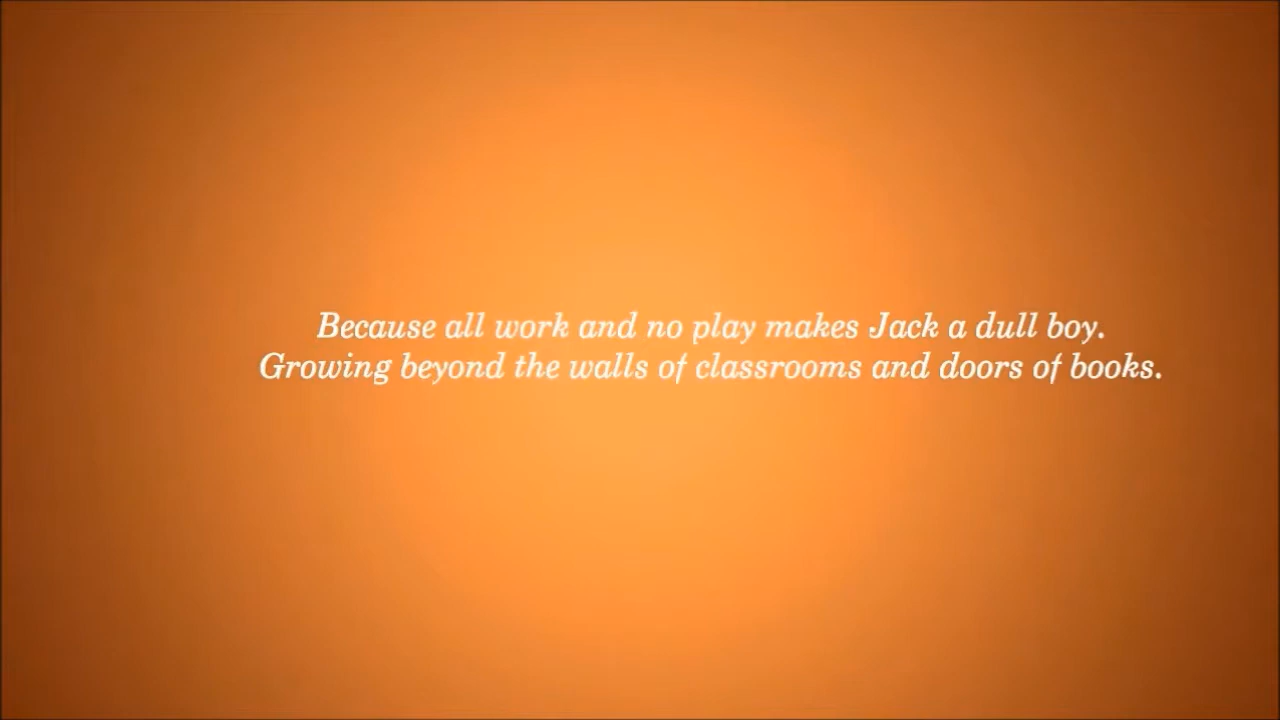 Because all work and no play makes Jack a dull boy.
Growing beyond the walls of classrooms and doors of books.